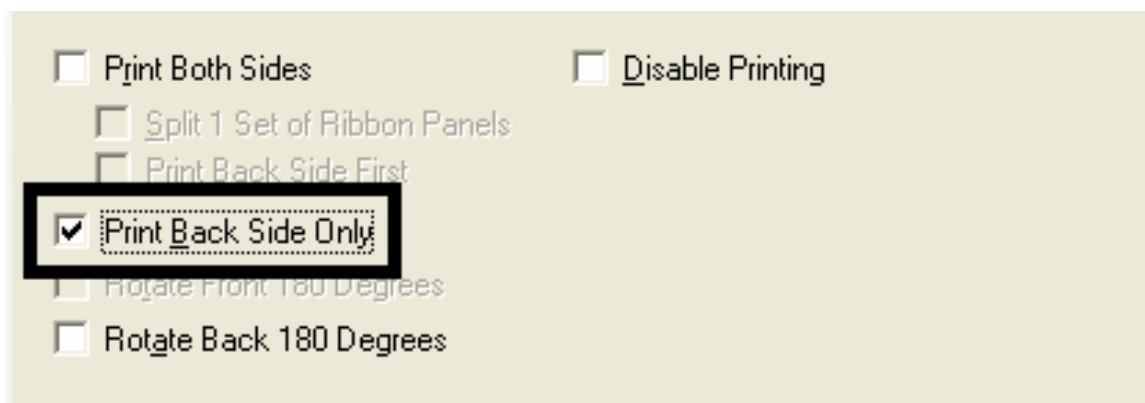 Print Both Sides
Disable Printing
Split 1 Set of Ribbon Panels
Print Back Side First
Print Back Side Only
Rotate Front 180 Degrees
Rotate Back 180 Degrees